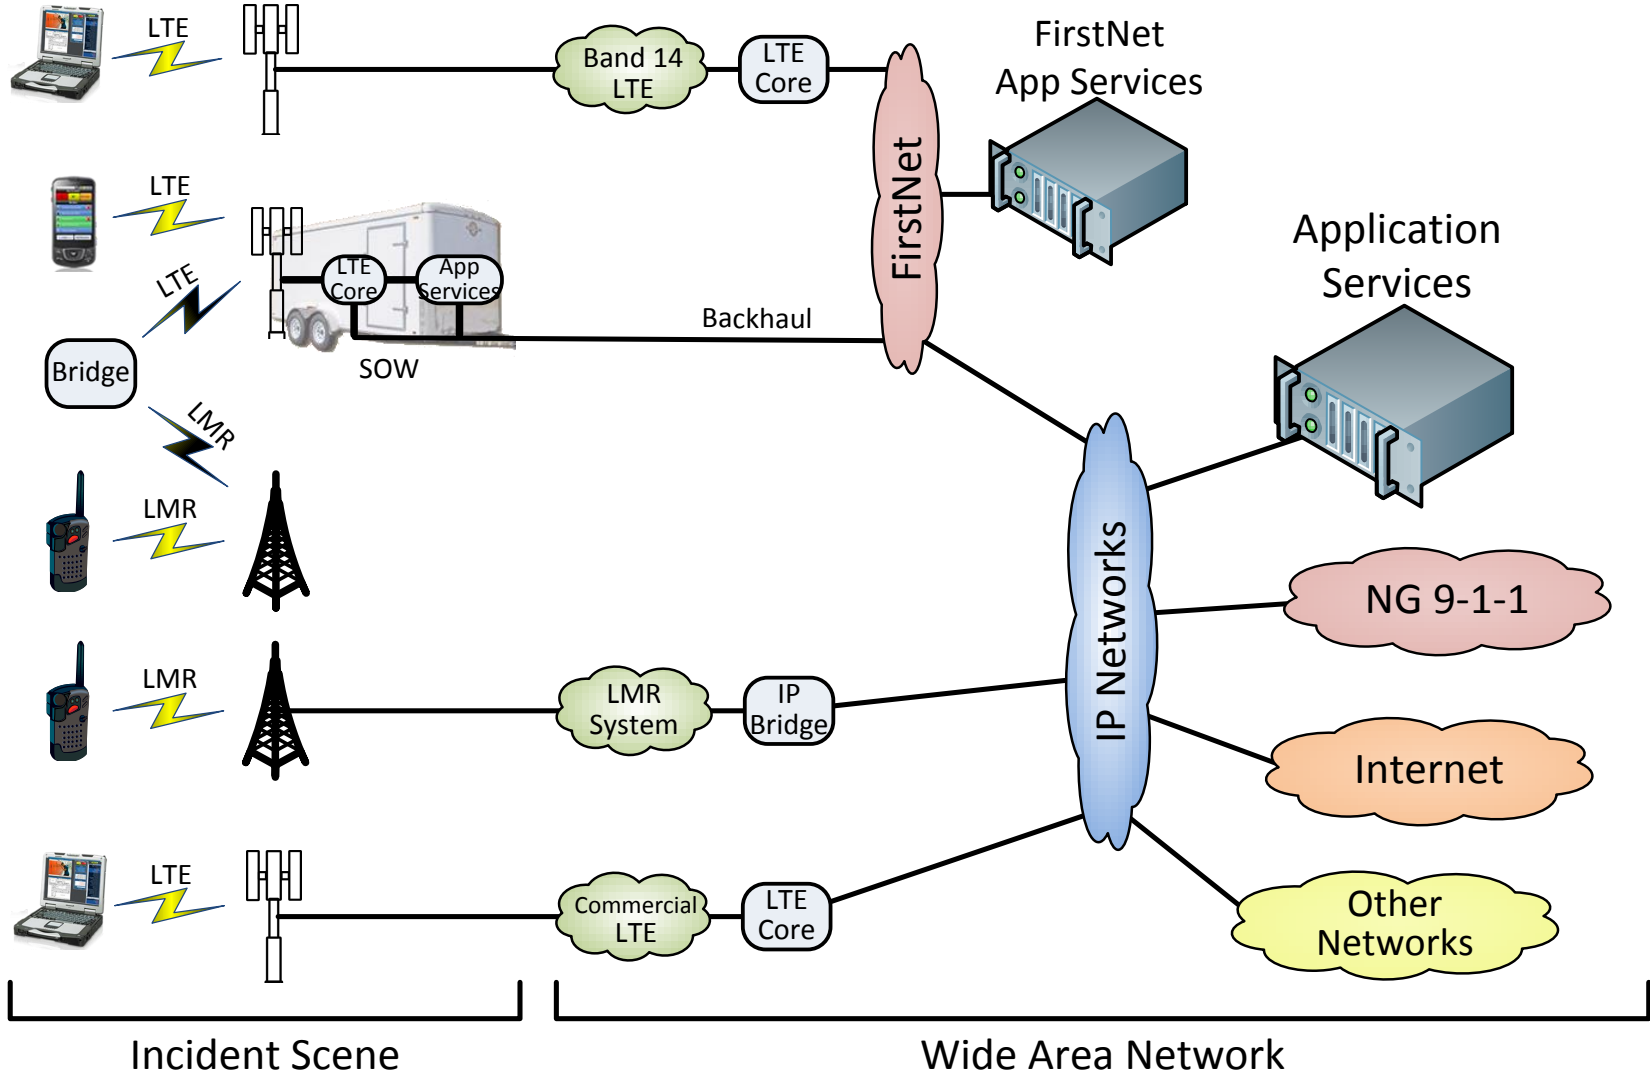 LTE
Band 14
LTE
LTE
Core
FirstNet
App Services
FirstNet
LTE
LTE
LTE
Core
App
Services
SOW
Backhaul
Bridge
LMR
Application
Services
LMR
IP Networks
NG 9-1-1
LMR
LMR
System
IP
Bridge
Internet
LTE
Commercial
LTE
LTE
Core
Other
Networks
Incident Scene
Wide Area Network